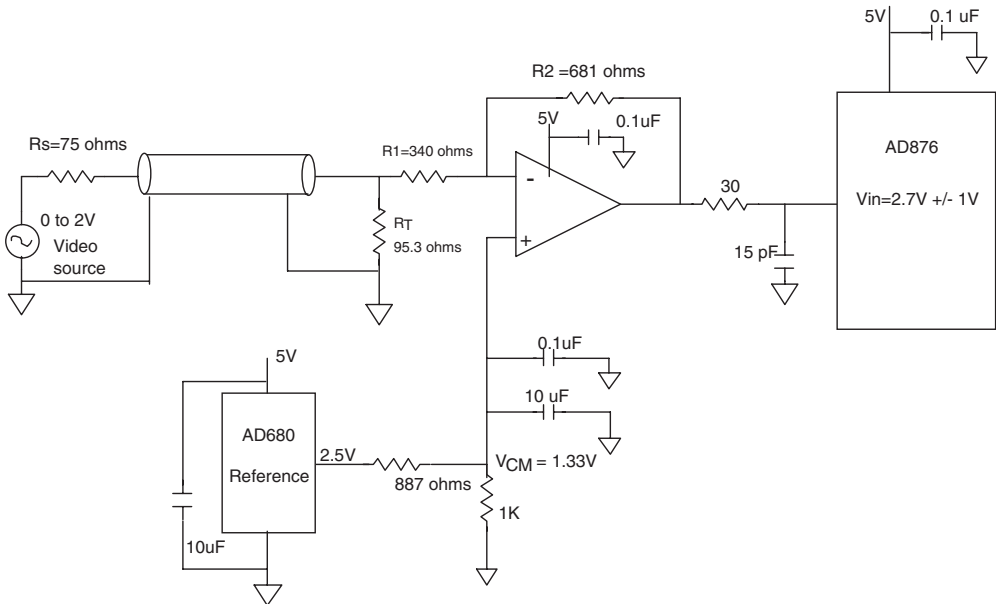 5V
0.1 uF
R2 =681 ohms
5V
0.1uF
AD876
Rs=75 ohms
R1=340 ohms
30
Vin=2.7V +/- 1V
-
+
0 to 2V
Video
source
RT
95.3 ohms
15 pF
0.1uF
5V
10 uF
AD680
Reference
2.5V
VCM = 1.33V
887 ohms
1K
10uF